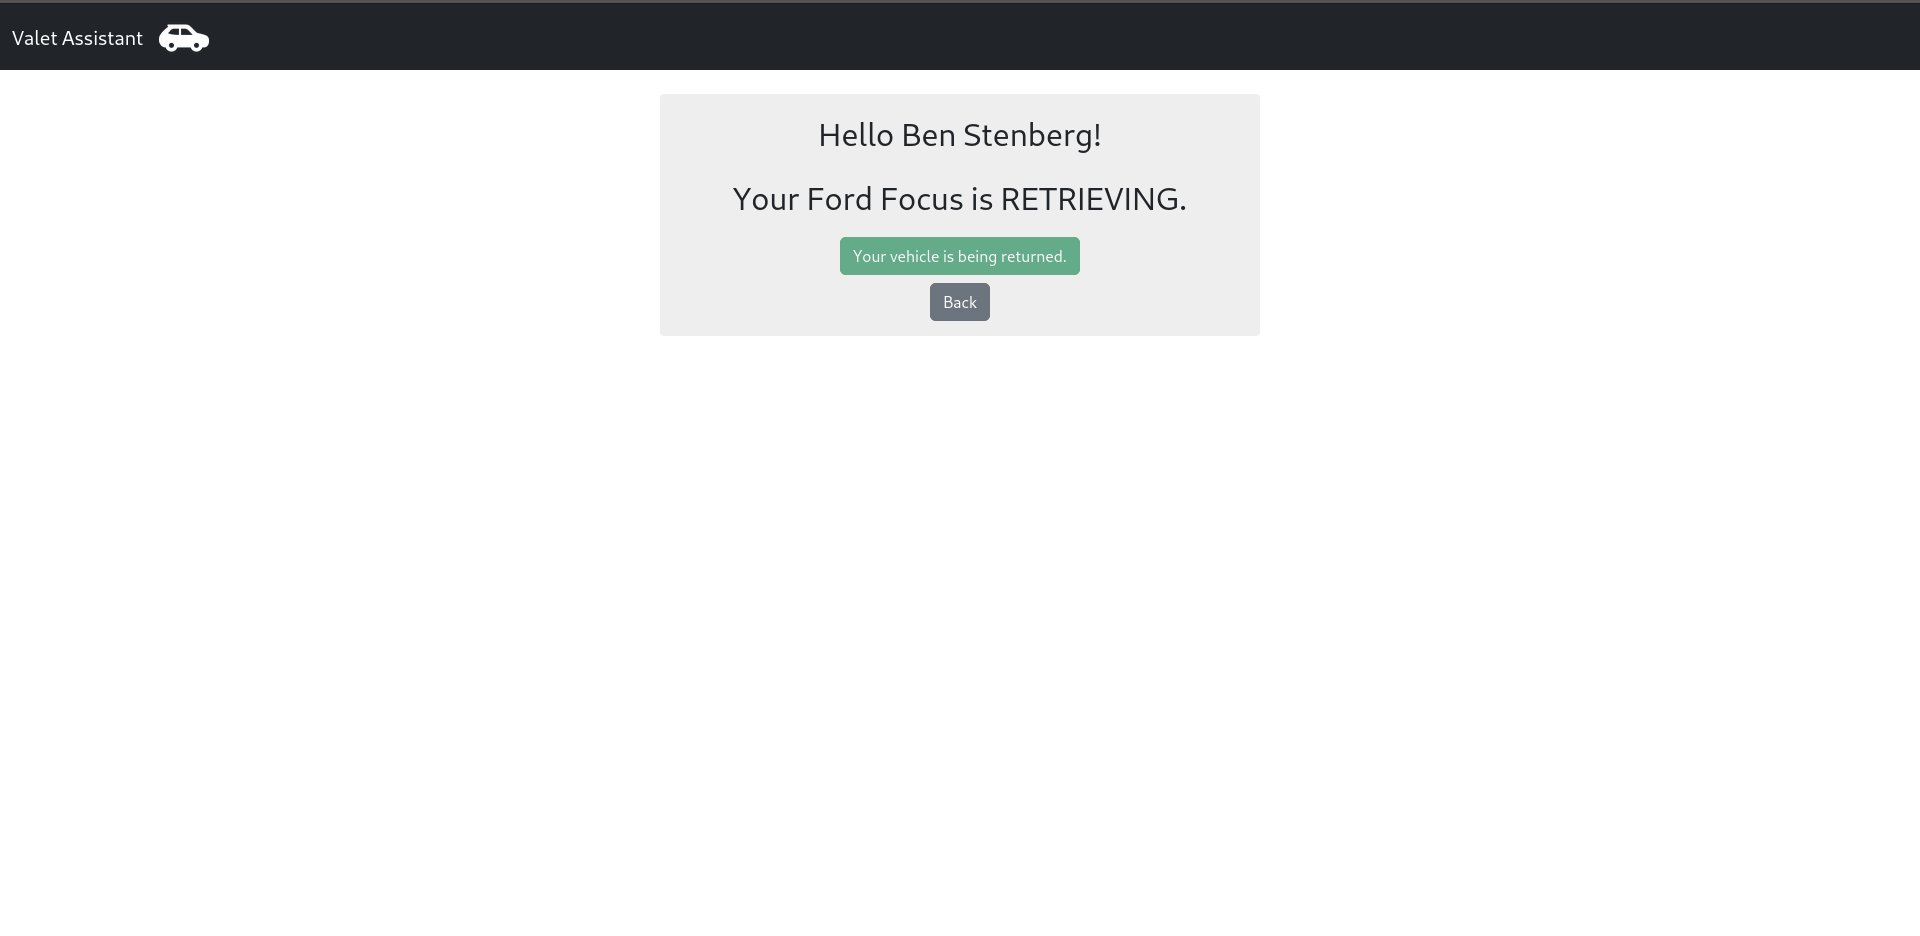 Valet Assistant
Hello Ben Stenberg!
Your Ford Focus is RETRIEVING.
Your vehicle is being returned.
Back